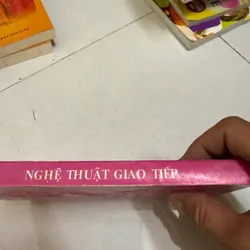 NGHỆ THUẬT GIAO TIẾP